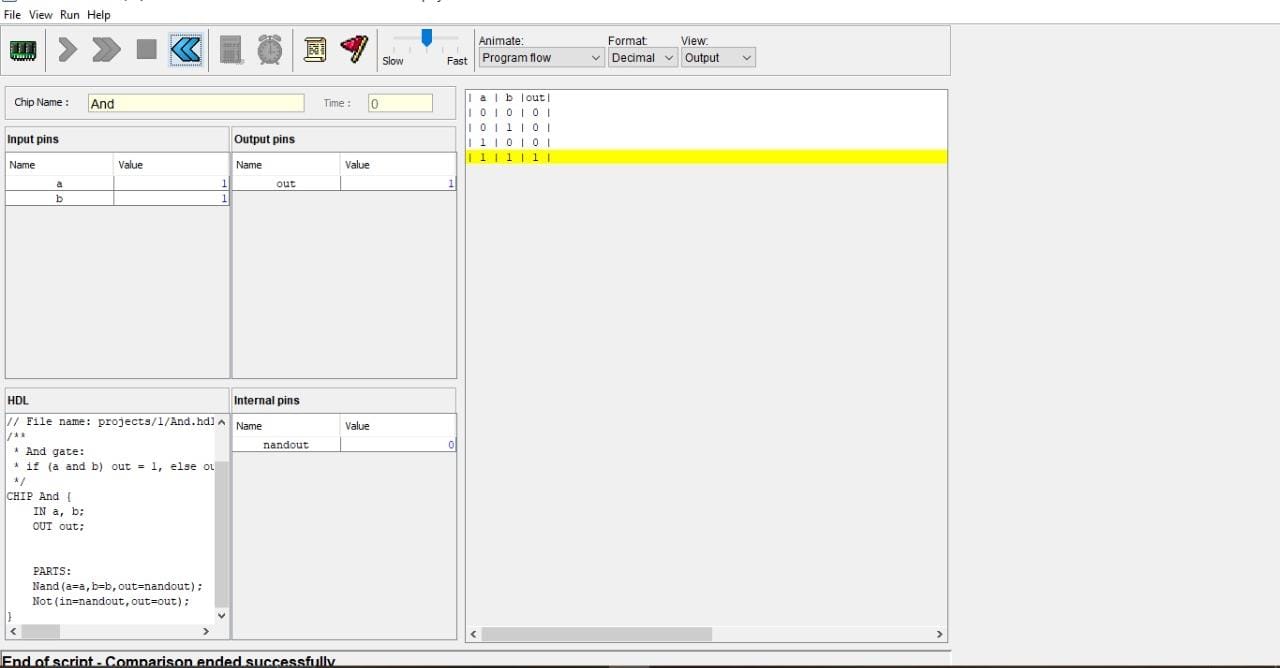 File View Run Help
Animate: Format: View:
Slow Fast Program flow Decimal Output
Chip Name : And Time : 0
Input pins Output pins
Name Value Name Value
a 1 out 1
b 1
| a | b |out|
| 0 | 0 | 0 |
| 0 | 1 | 0 |
| 1 | 0 | 0 |
| 1 | 1 | 1 |
HDL
// File name: projects/1/And.hdl
/**
* And gate:
* if (a and b) out = 1, else ou
*/
CHIP And {
IN a, b;
OUT out;
PARTS:
Nand(a=a,b=b,out=nandout);
Not(in=nandout,out=out);
}
Internal pins
Name Value
nandout 0
End of script - Comparison ended successfully